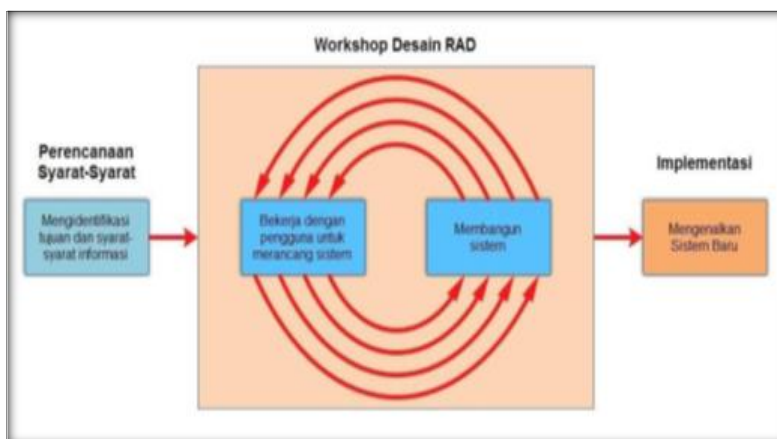 Workshop Desain RAD
Perencanaan
Syarat-Syarat
Mengidentifikasi
tujuan dan syarat-
syarat informasi
Bekerja dengan
pengguna untuk
merancang sistem
Membangun
sistem
Implementasi
Mengenalkan
Sistem Baru